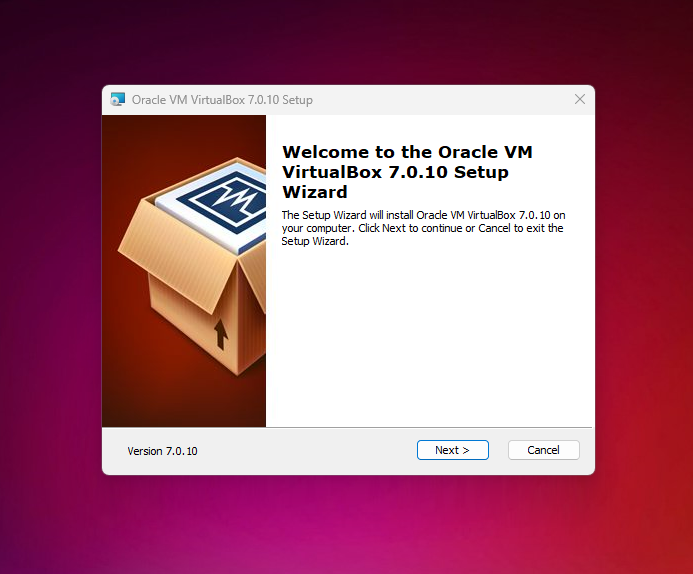 Oracle VM VirtualBox 7.0.10 Setup
Welcome to the Oracle VM
VirtualBox 7.0.10 Setup
Wizard
The Setup Wizard will install Oracle VM VirtualBox 7.0.10 on
your computer. Click Next to continue or Cancel to exit the
Setup Wizard.
Version 7.0.10
Next >
Cancel